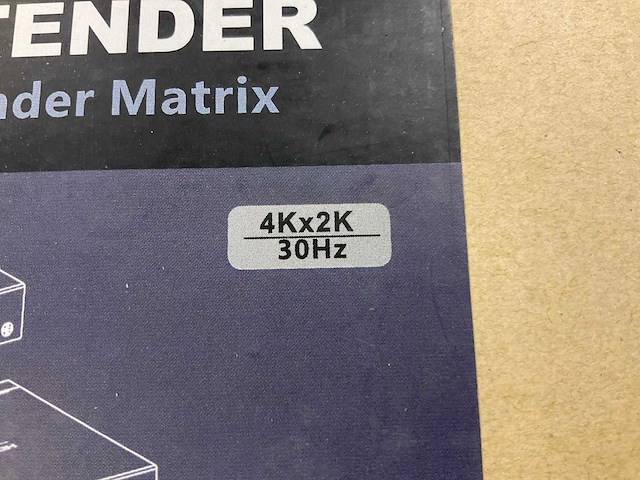 TENDER
nder Matrix
4Kx2K
30Hz